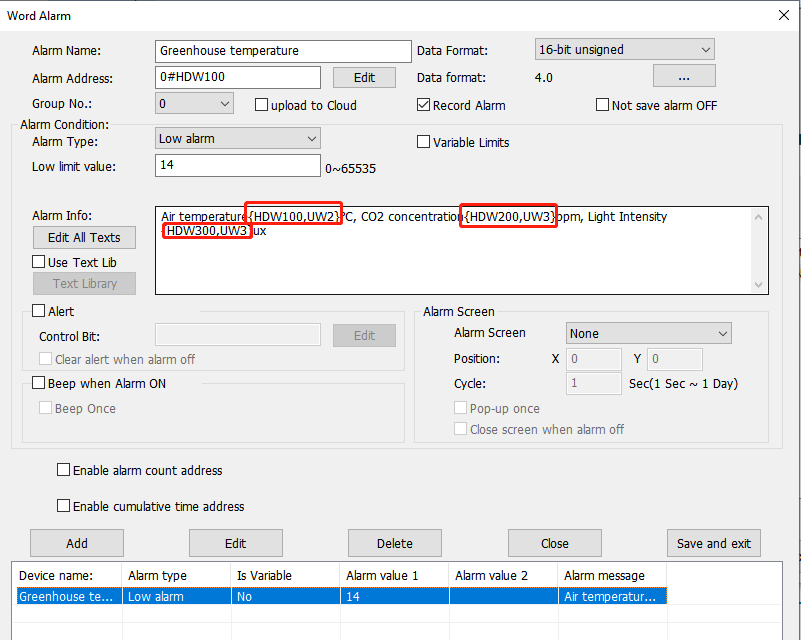 Word Alarm
Alarm Name: Greenhouse temperature Data Format: 16-bit unsigned
Alarm Address: 0#HDW100 Edit Data format: 4.0 ...
Group No.: 0 upload to Cloud Record Alarm Not save alarm OFF
Alarm Condition:
Alarm Type: Low alarm Variable Limits
Low limit value: 14 0~65535
Alarm Info: Air temperature{HDW100,UW2}℃, CO2 concentration{HDW200,UW3}ppm, Light Intensity
HDW300,UW3 ux
Edit All Texts
Use Text Lib
Text Library
Alert Alarm Screen
Control Bit: Edit Alarm Screen None
Clear alert when alarm off Position: X 0 Y 0
Beep when Alarm ON Cycle: 1 Sec(1 Sec ~ 1 Day)
Beep Once Pop-up once
Close screen when alarm off
Enable alarm count address
Enable cumulative time address
Add Edit Delete Close Save and exit
Device name: Alarm type Is Variable Alarm value 1 Alarm value 2 Alarm message
Greenhouse te... Low alarm No 14 Air temperatur...